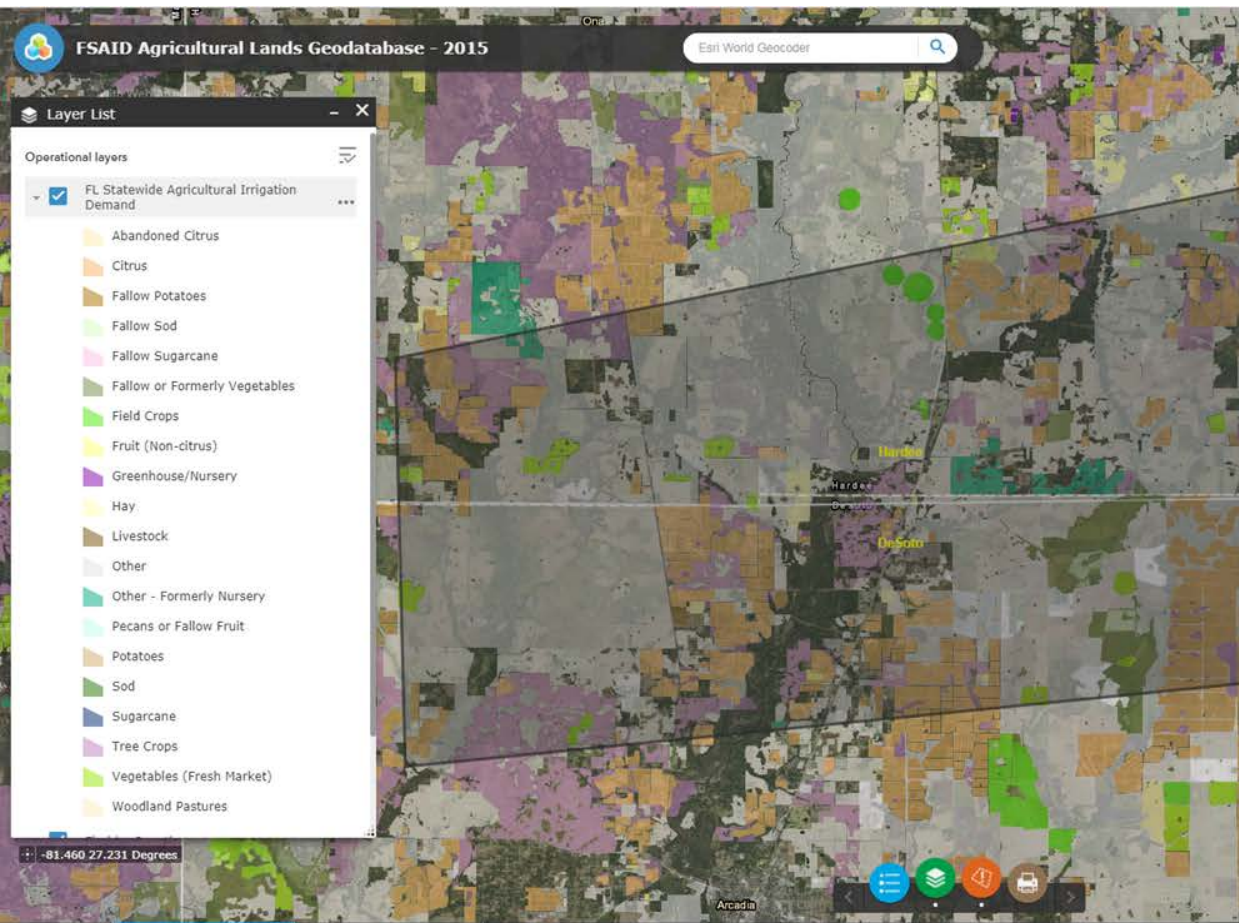 Ona
FSAID Agricultural Lands Geodatabase - 2015
Esri World Geocoder
Layer List
Operational layers
FL Statewide Agricultural Irrigation
Demand
Abandoned Citrus
Citrus
Fallow Potatoes
Fallow Sod
Fallow Sugarcane
Fallow or Formerly Vegetables
Field Crops
Fruit (Non-citrus)
Greenhouse/Nursery
Hay
Livestock
Other
Other - Formerly Nursery
Pecans or Fallow Fruit
Potatoes
Sod
Sugarcane
Tree Crops
Vegetables (Fresh Market)
Woodland Pastures
-81.460 27.231 Degrees
Hardee
Hardee
DeSoto
DeSoto
Arcadia